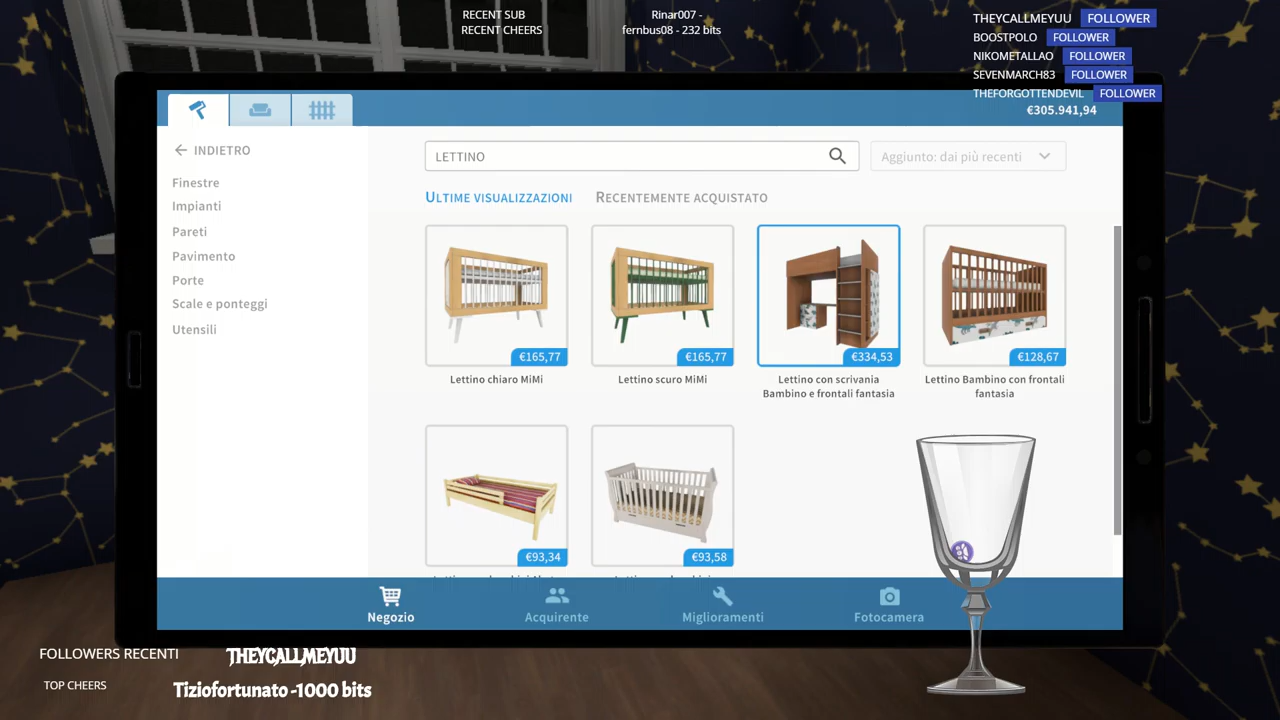 RECENT SUB
RECENT CHEERS
Rinar007 -
fernbus08 - 232 bits
THEYCALLMEYUU FOLLOWER
BOOSTPOLO FOLLOWER
NIKOMETALLAO FOLLOWER
SEVENMARCH83 FOLLOWER
THEFORGOTTENDEVIL FOLLOWER
€305.941,94
INDIETRO
Finestre
Impianti
Pareti
Pavimento
Porte
Scale e ponteggi
Utensili
LETTINO
Aggiunto: dai più recenti
ULTIME VISUALIZZAZIONI
RECENTEMENTE ACQUISTATO
€165,77
Lettino chiaro MiMi
€165,77
Lettino scuro MiMi
€334,53
Lettino con scrivania
Bambino e frontali fantasia
€128,67
Lettino Bambino con frontali
fantasia
€93,34
€93,58
Negozio
Acquirente
Miglioramenti
Fotocamera
FOLLOWERS RECENTI
THEYCALLMEYUU
TOP CHEERS
Tiziofortunato -1000 bits